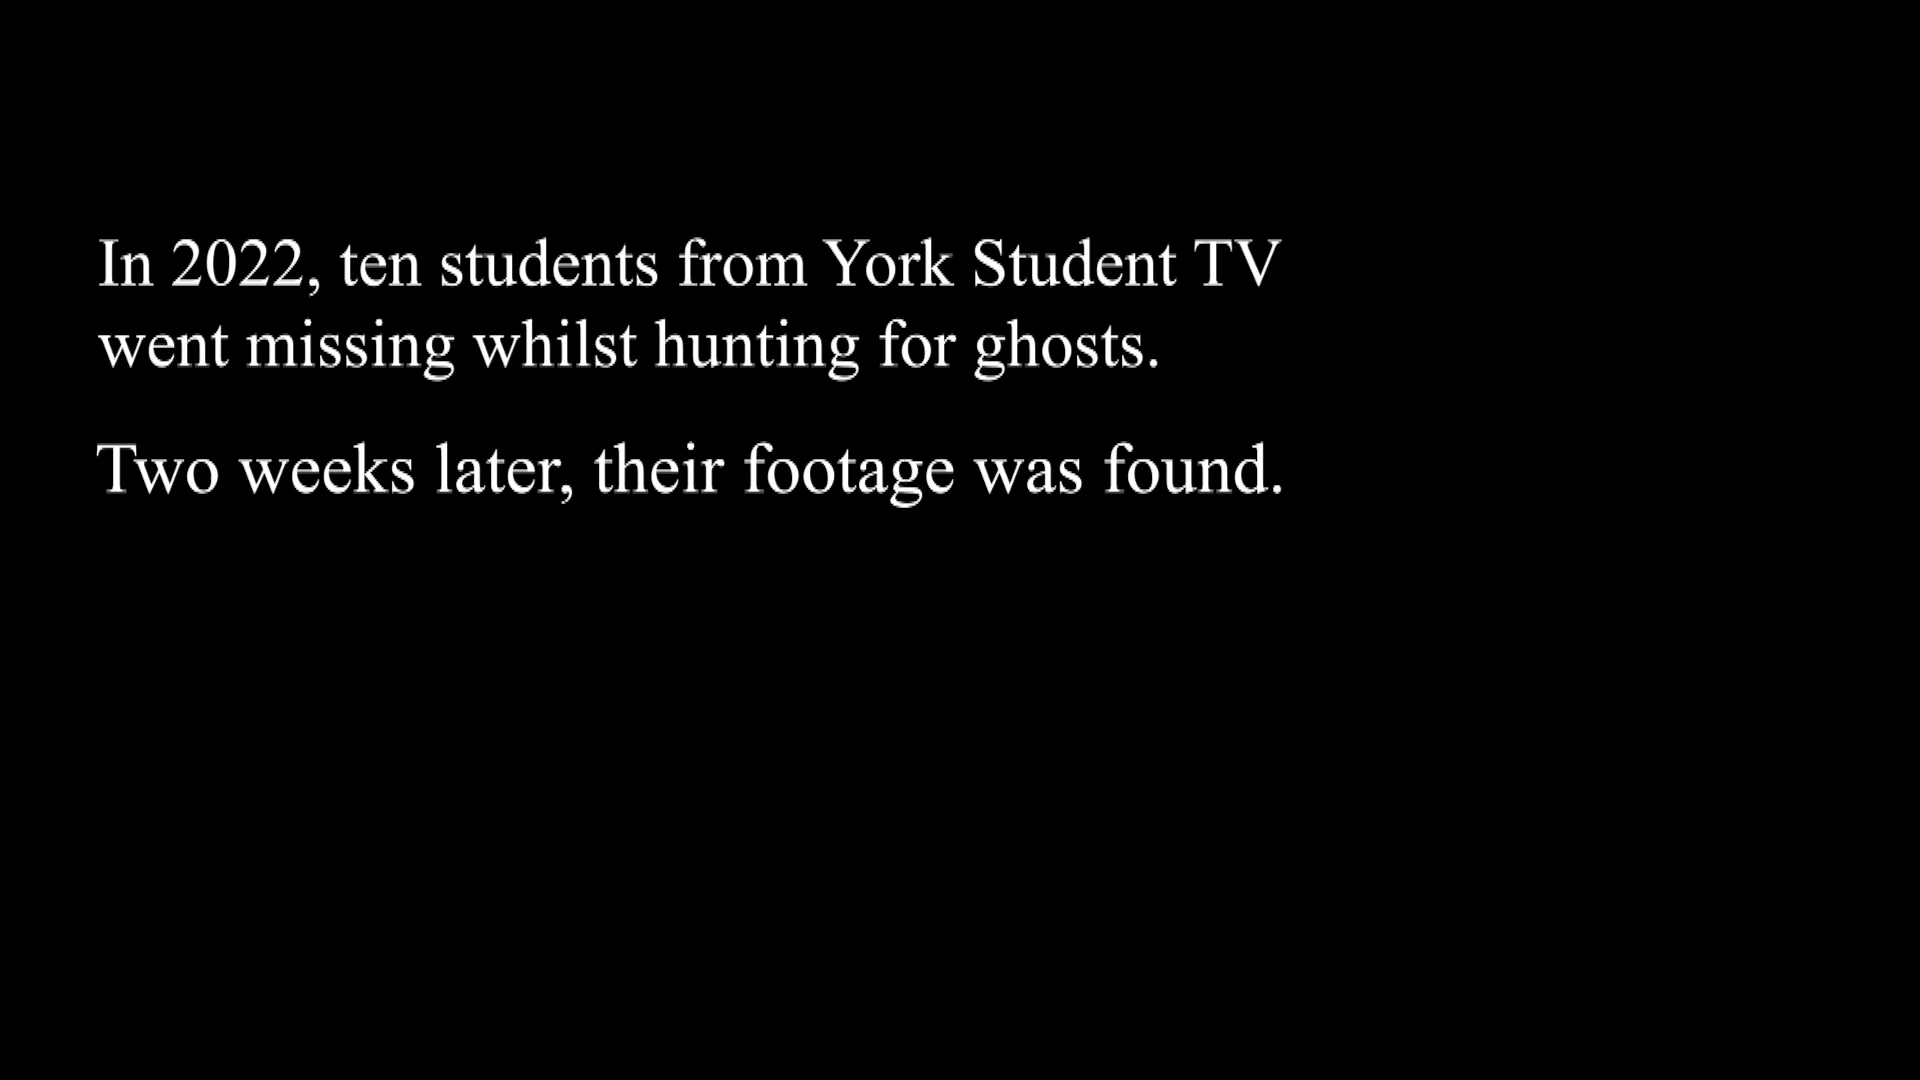 In 2022, ten students from York Student TV
went missing whilst hunting for ghosts.
Two weeks later, their footage was found.